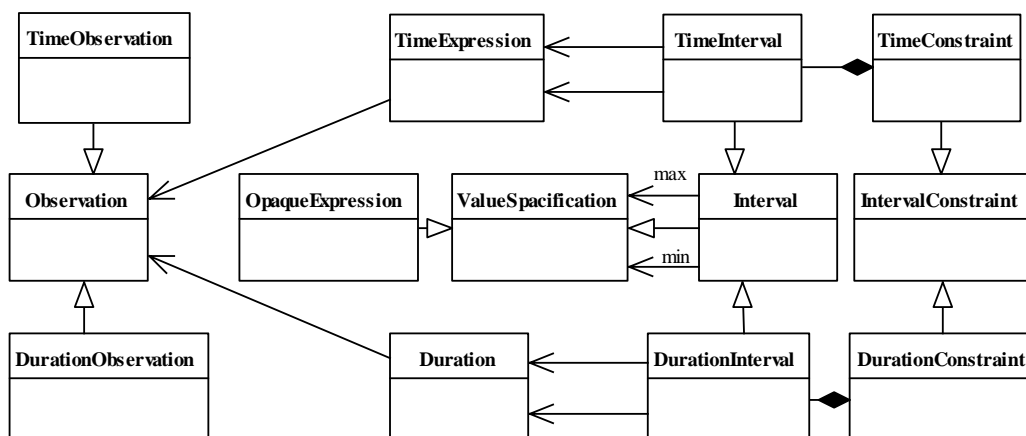 TimeObservation
TimeExpression
TimeInterval
TimeConstraint
Observation
OpaqueExpression
ValueSpacification
max
min
Interval
IntervalConstraint
DurationObservation
Duration
DurationInterval
DurationConstraint